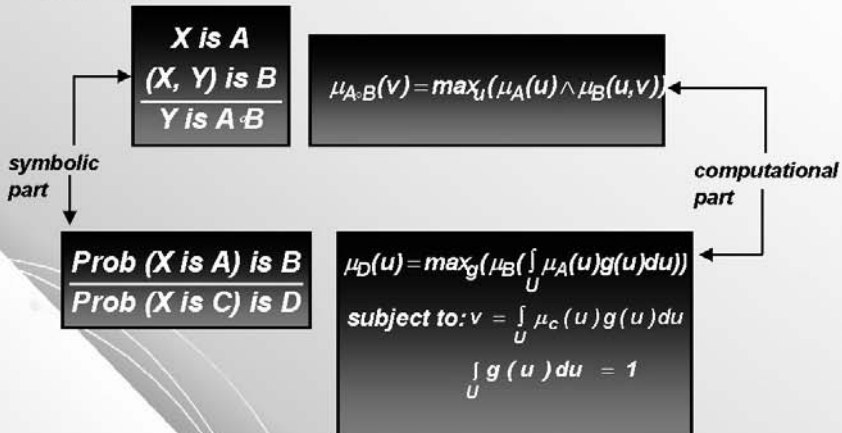 X is A
(X, Y) is B
Y is A∘B
μA∘B(v) = maxu(μA(u) ∧ μB(u,v))
symbolic
part
computational
part
Prob (X is A) is B
Prob (X is C) is D
μD(u) = maxg(μB(∫U μA(u)g(u)du))
subject to: v = ∫U μc(u)g(u)du
∫U g(u)du = 1